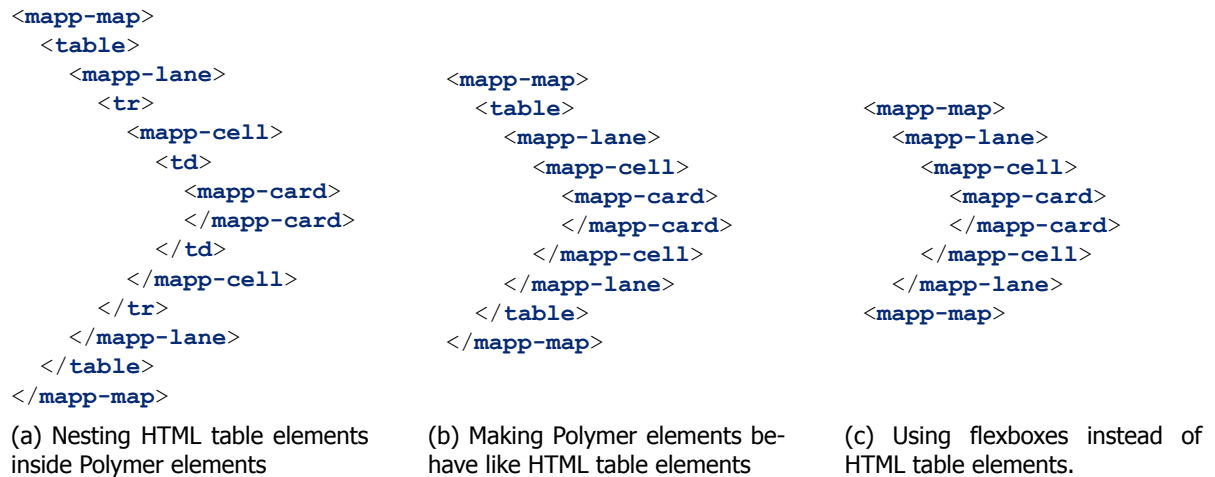 <mapp-map>
<table>
<mapp-lane>
<tr>
<mapp-cell>
<td>
<mapp-card>
</mapp-card>
</td>
</mapp-cell>
</tr>
</mapp-lane>
</table>
</mapp-map>
(a) Nesting HTML table elements
inside Polymer elements
<mapp-map>
<table>
<mapp-lane>
<mapp-cell>
<mapp-card>
</mapp-card>
</mapp-cell>
</mapp-lane>
</table>
</mapp-map>
(b) Making Polymer elements be-
have like HTML table elements
<mapp-map>
<mapp-lane>
<mapp-cell>
<mapp-card>
</mapp-card>
</mapp-cell>
</mapp-lane>
<mapp-map>
(c) Using flexboxes instead of
HTML table elements.